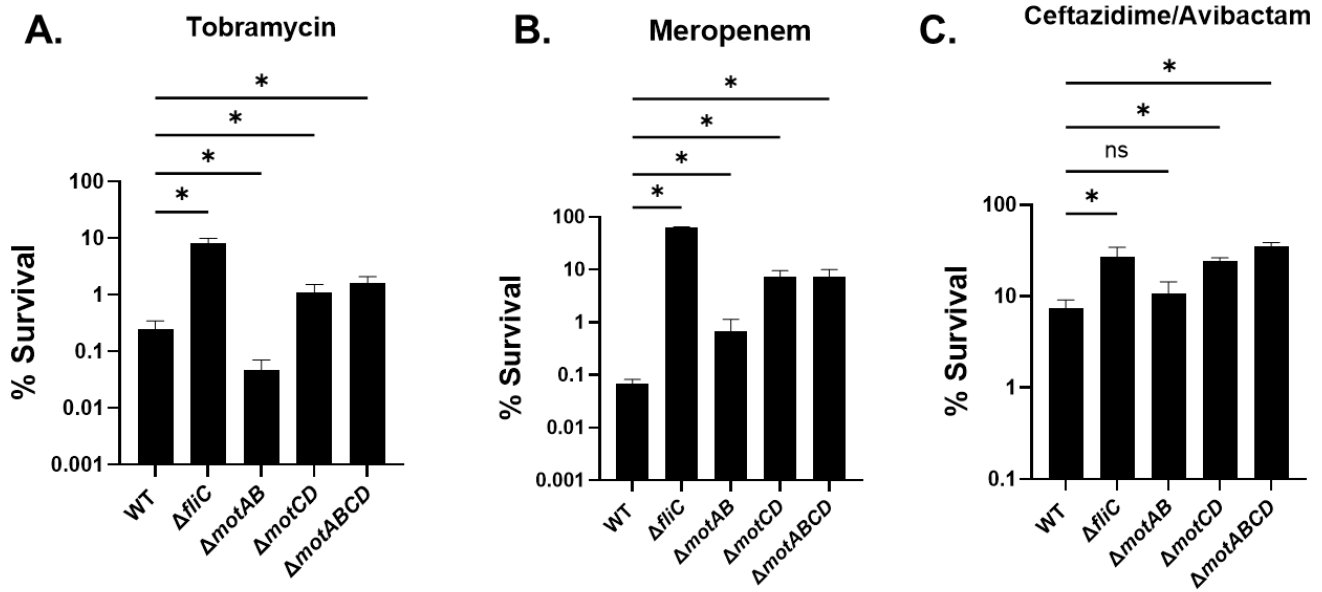 A.
Tobramycin
*
*
*
*
% Survival
100
10
1
0.1
0.01
0.001
WT
ΔfliC
ΔmotAB
ΔmotCD
ΔmotABCD
B.
Meropenem
*
*
*
*
% Survival
100
10
1
0.1
0.01
0.001
WT
ΔfliC
ΔmotAB
ΔmotCD
ΔmotABCD
C.
Ceftazidime/Avibactam
*
*
ns
*
% Survival
100
10
1
0.1
WT
ΔfliC
ΔmotAB
ΔmotCD
ΔmotABCD